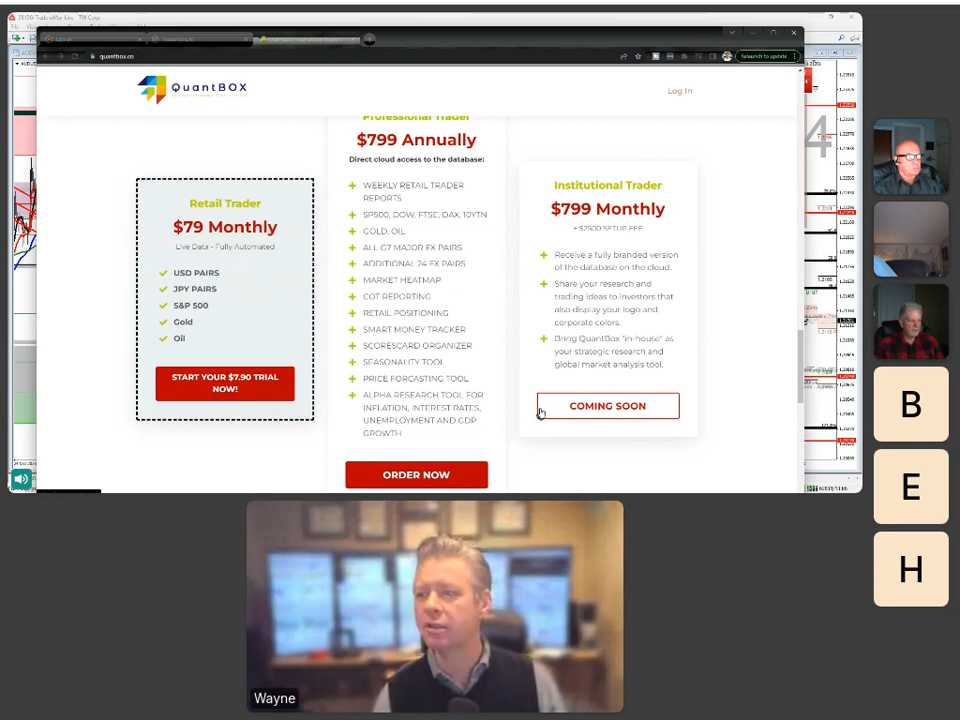 quantbox.co
Relaunch to update
QuantBOX
Log In
Professional Trader
$799 Annually
Direct cloud access to the database:
WEEKLY RETAIL TRADER
REPORTS
SP500, DOW, FTSE, DAX, 10YTN
GOLD, OIL
ALL G7 MAJOR FX PAIRS
ADDITIONAL 24 FX PAIRS
MARKET HEATMAP
COT REPORTING
RETAIL POSITIONING
SMART MONEY TRACKER
SCORESCARD ORGANIZER
SEASONALITY TOOL
PRICE FORCASTING TOOL
ALPHA RESEARCH TOOL FOR
INFLATION, INTEREST RATES,
UNEMPLOYMENT AND GDP
GROWTH
ORDER NOW
Retail Trader
$79 Monthly
Live Data - Fully Automated
USD PAIRS
JPY PAIRS
S&P 500
Gold
Oil
START YOUR $7.90 TRIAL
NOW!
Institutional Trader
$799 Monthly
+ $2500 SETUP FEE
Receive a fully branded version
of the database on the cloud.
Share your research and
trading ideas to investors that
also display your logo and
corporate colors.
Bring QuantBox "in-house" as
your strategic research and
global market analysis tool.
COMING SOON
4
B
E
H
Wayne